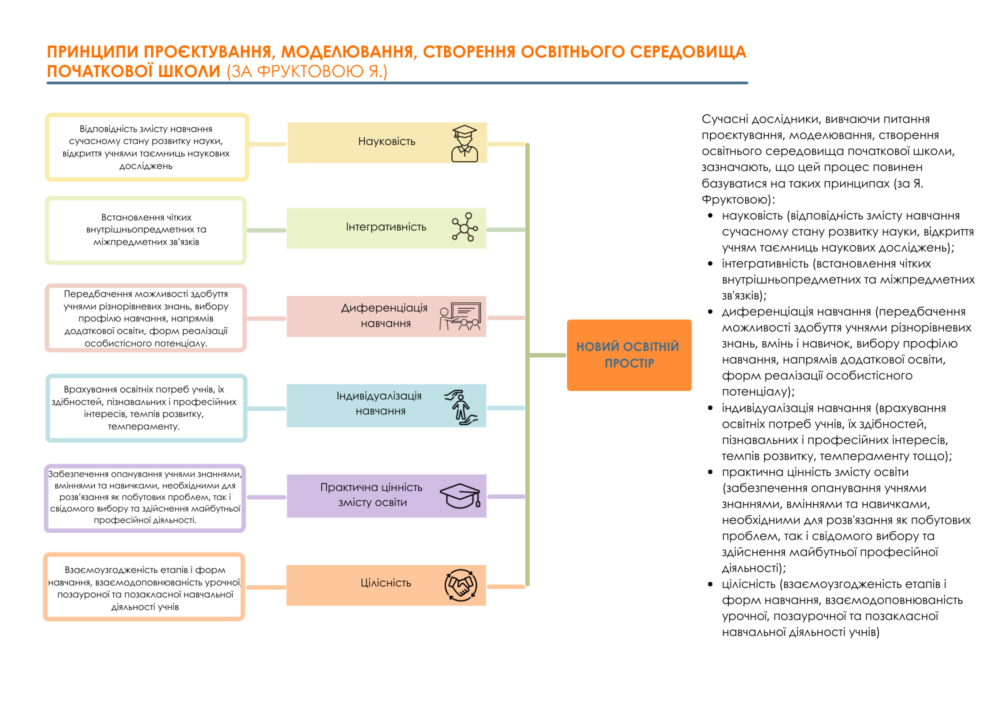 ПРИНЦИПИ ПРОЄКТУВАННЯ, МОДЕЛЮВАННЯ, СТВОРЕННЯ ОСВІТНЬОГО СЕРЕДОВИЩА
ПОЧАТКОВОЇ ШКОЛИ (ЗА ФРУКТОВОЮ Я.)
Відповідність змісту навчання
сучасному стану розвитку науки,
відкриття учнями таємниць наукових
досліджень
Науковість
Встановлення чітких
внутрішньопредметних та
міжпредметних зв'язків
Інтегративність
Передбачення можливості здобуття
учнями різнорівневих знань, вибору
профілю навчання, напрямів
додаткової освіти, форм реалізації
особистісного потенціалу.
Диференціація
навчання
Врахування освітніх потреб учнів, їх
здібностей, пізнавальних і професійних
інтересів, темпів розвитку,
темпераменту.
Індивідуалізація
навчання
Забезпечення опанування учнями знаннями,
вміннями та навичками, необхідними для
розв'язання як побутових проблем, так і
свідомого вибору та здійснення майбутньої
професійної діяльності.
Практична цінність
змісту освіти
Взаємоузгодженість етапів і форм
навчання, взаємодоповнюваність урочної,
позауроної та позакласної навчальної
діяльності учнів
Цілісність
НОВИЙ ОСВІТНІЙ
ПРОСТІР
Сучасні дослідники, вивчаючи питання
проєктування, моделювання, створення
освітнього середовища початкової школи,
зазначають, що цей процес повинен
базуватися на таких принципах (за Я.
Фруктовою):
• науковість (відповідність змісту навчання
сучасному стану розвитку науки, відкриття
учням таємниць наукових досліджень);
• інтегративність (встановлення чітких
внутрішньопредметних та міжпредметних
зв'язків);
• диференціація навчання (передбачення
можливості здобуття учнями різнорівневих
знань, вмінь і навичок, вибору профілю
навчання, напрямів додаткової освіти,
форм реалізації особистісного
потенціалу);
• індивідуалізація навчання (врахування
освітніх потреб учнів, їх здібностей,
пізнавальних і професійних інтересів,
темпів розвитку, темпераменту тощо);
• практична цінність змісту освіти
(забезпечення опанування учнями
знаннями, вміннями та навичками,
необхідними для розв'язання як побутових
проблем, так і свідомого вибору та
здійснення майбутньої професійної
діяльності);
• цілісність (взаємоузгодженість етапів і
форм навчання, взаємодоповнюваність
урочної, позаурочної та позакласної
навчальної діяльності учнів)